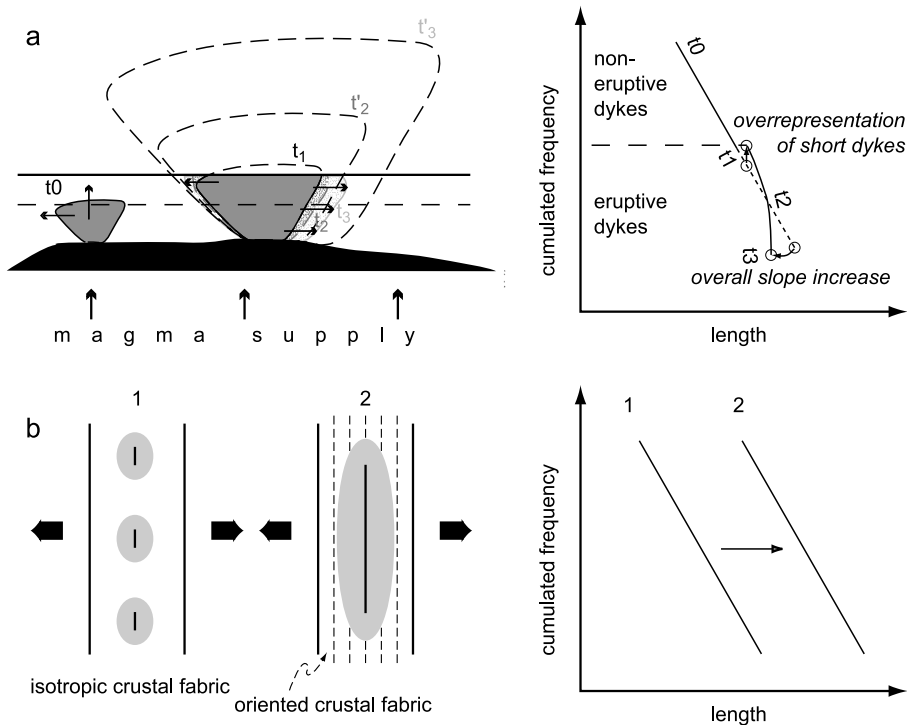 a
t'3
t'2
t1
t0
t3
t2
m a g m a s u p p l y
cumulated frequency
non-
eruptive
dykes
eruptive
dykes
t0
overrepresentation
of short dykes
t1
t2
t3
overall slope increase
length
b
1
2
isotropic crustal fabric
oriented crustal fabric
cumulated frequency
1
2
length